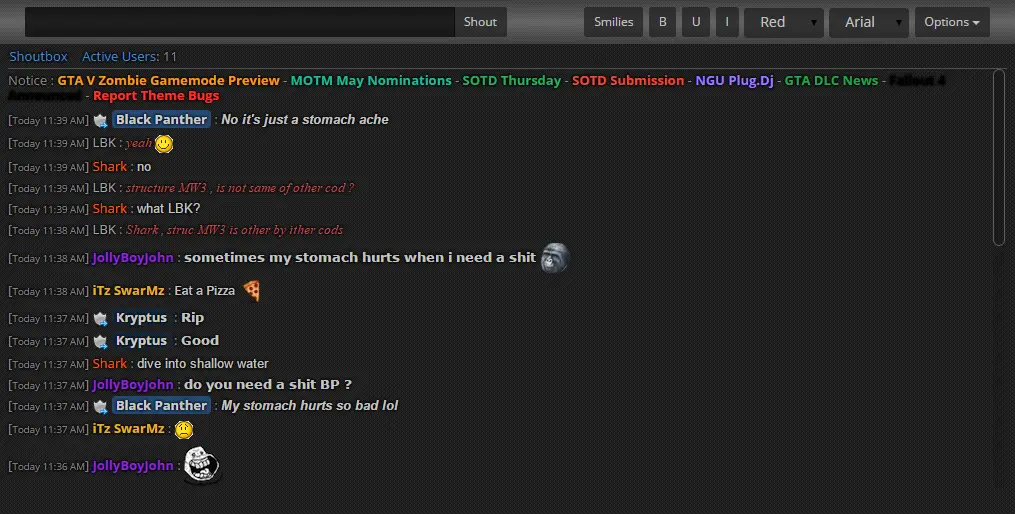 Shout Smilies B U I Red Arial Options
Shoutbox Active Users: 11
Notice : GTA V Zombie Gamemode Preview - MOTM May Nominations - SOTD Thursday - SOTD Submission - NGU Plug.Dj - GTA DLC News - Fallout 4
Announced - Report Theme Bugs
[Today 11:39 AM] Black Panther : No it's just a stomach ache
[Today 11:39 AM] LBK : yeah
[Today 11:39 AM] Shark : no
[Today 11:39 AM] LBK : structure MW3 , is not same of other cod ?
[Today 11:39 AM] Shark : what LBK?
[Today 11:38 AM] LBK : Shark , struc MW3 is other by ither cods
[Today 11:38 AM] JollyBoyJohn : sometimes my stomach hurts when i need a shit
[Today 11:38 AM] iTz SwarMz : Eat a Pizza
[Today 11:37 AM] Kryptus : Rip
[Today 11:37 AM] Kryptus : Good
[Today 11:37 AM] Shark : dive into shallow water
[Today 11:37 AM] JollyBoyJohn : do you need a shit BP ?
[Today 11:37 AM] Black Panther : My stomach hurts so bad lol
[Today 11:37 AM] iTz SwarMz :
[Today 11:36 AM] JollyBoyJohn :